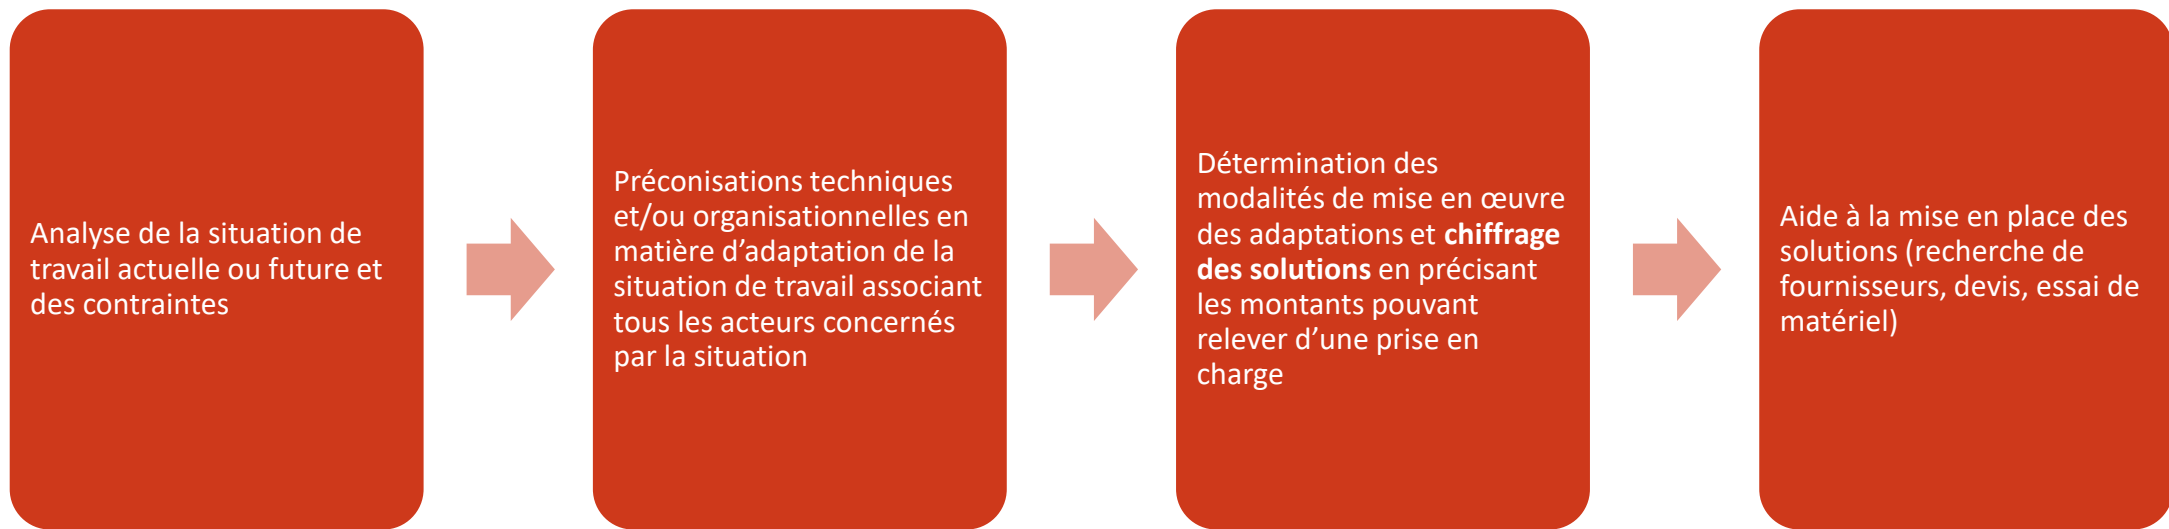 Analyse de la situation de
travail actuelle ou future et
des contraintes
Préconisations techniques
et/ou organisationnelles en
matière d’adaptation de la
situation de travail associant
tous les acteurs concernés
par la situation
Détermination des
modalités de mise en œuvre
des adaptations et chiffrage
des solutions en précisant
les montants pouvant
relever d’une prise en
charge
Aide à la mise en place des
solutions (recherche de
fournisseurs, devis, essai de
matériel)